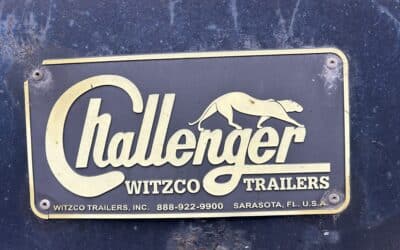 Challenger
WITZCO TRAILERS
WITZCO TRAILERS, INC. 888-922-9900 SARASOTA, FL. U.S.A.